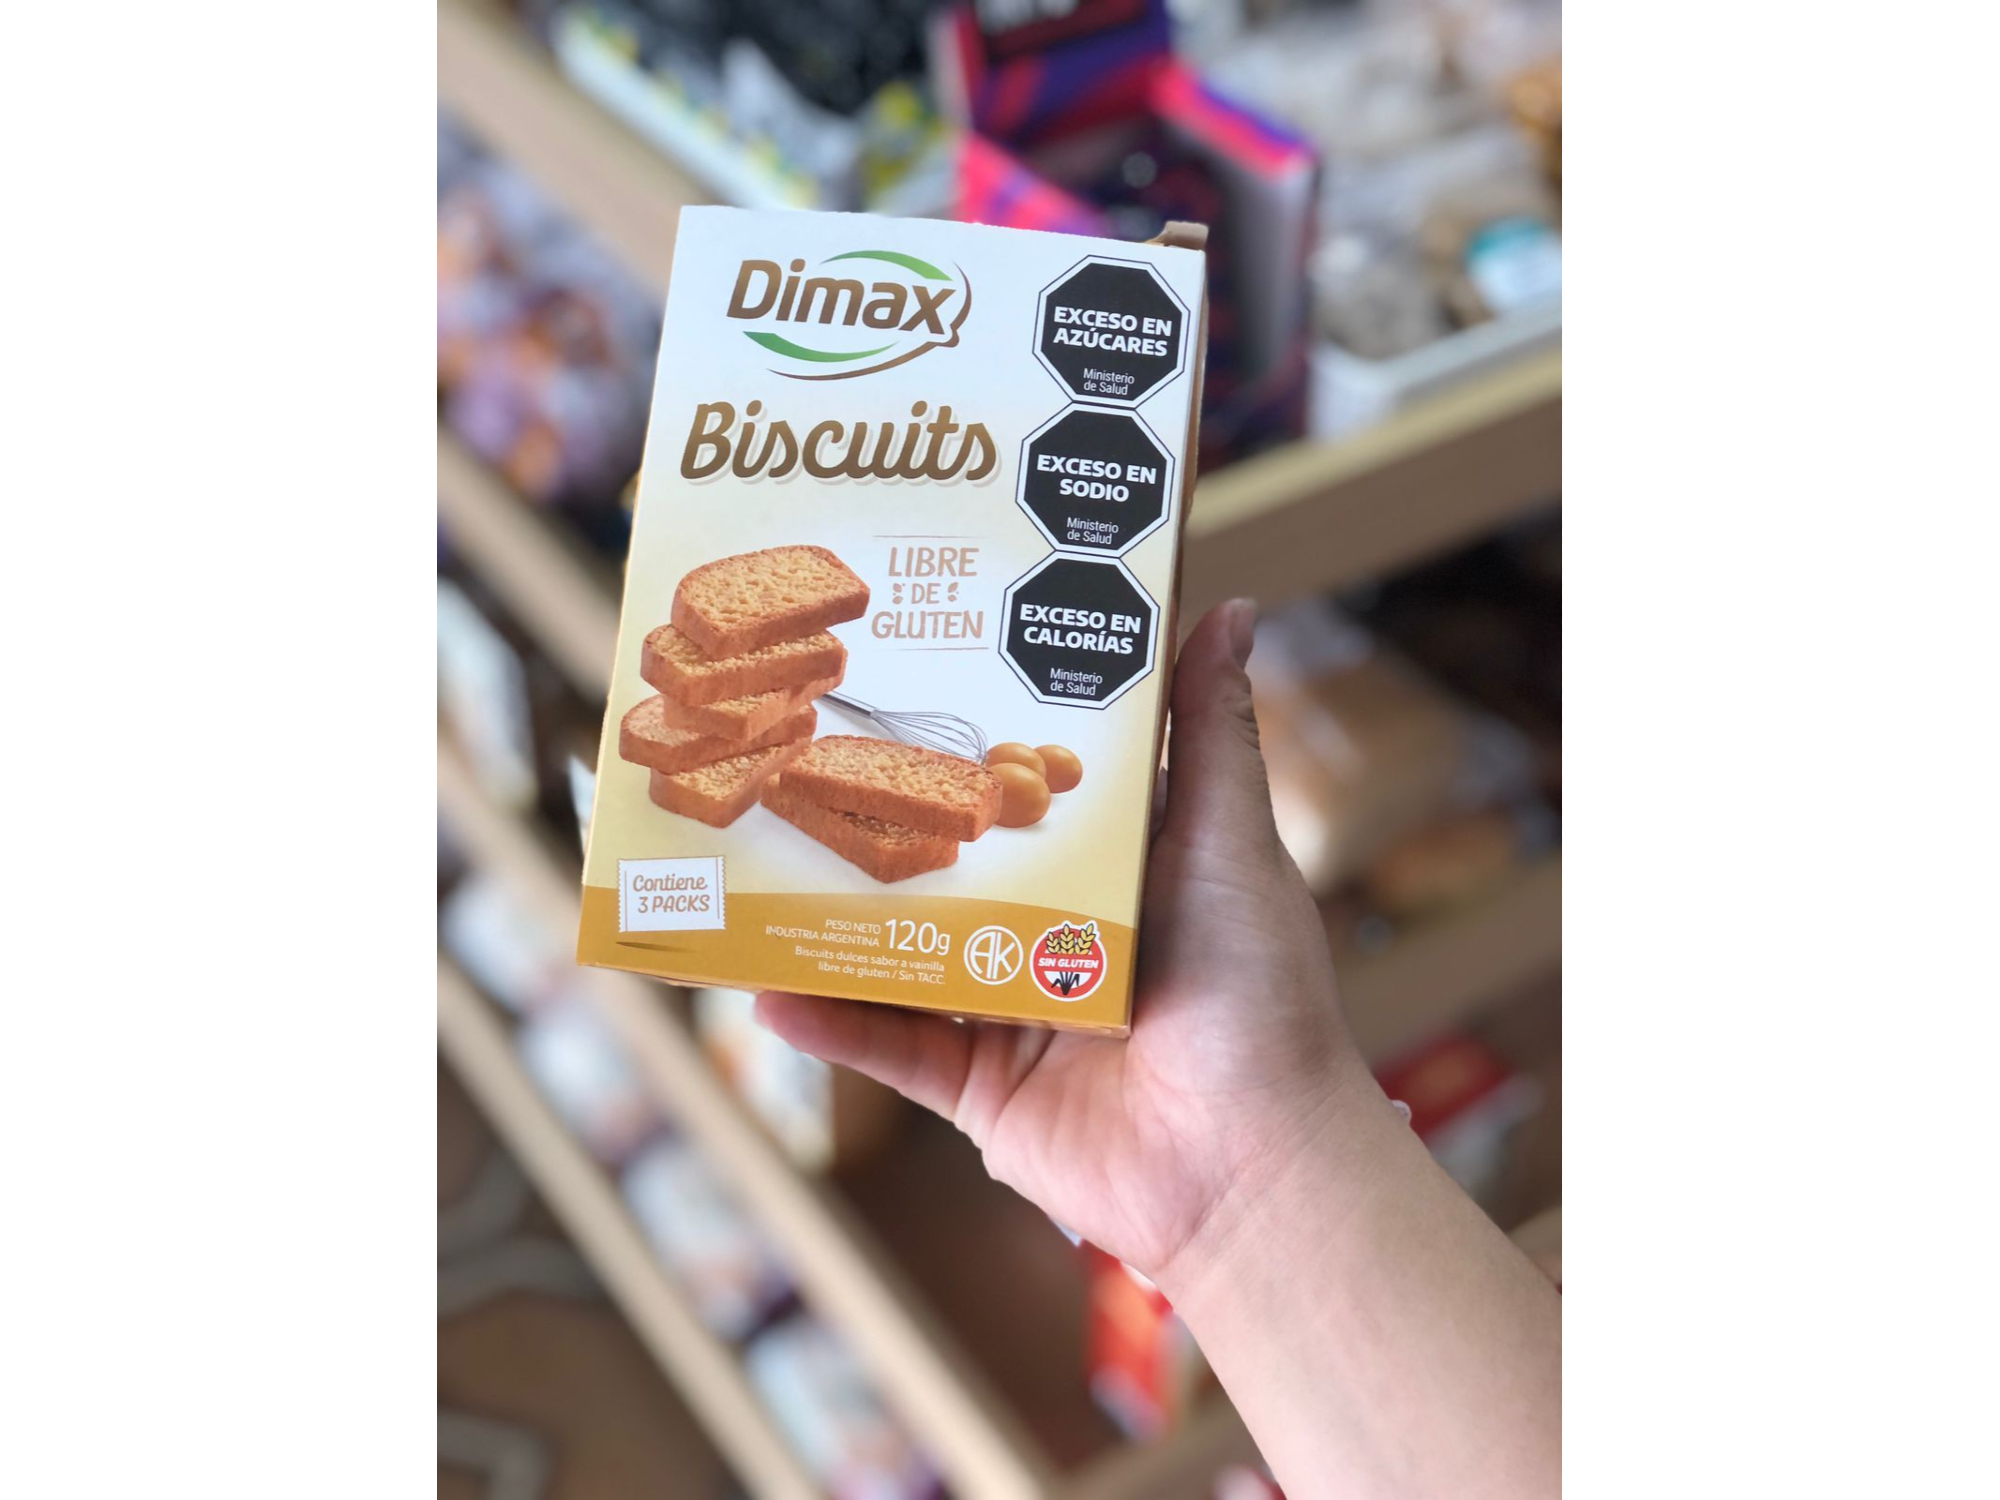 Dimax
Biscuits
LIBRE
DE
GLUTEN
EXCESO EN
AZÚCARES
Ministerio
de Salud
EXCESO EN
SODIO
Ministerio
de Salud
EXCESO EN
CALORÍAS
Ministerio
de Salud
Contiene
3 PACKS
PESO NETO
INDUSTRIA ARGENTINA 120g
Biscuits dulces sabor a vainilla
libre de gluten / Sin TACC.
AK
SIN GLUTEN